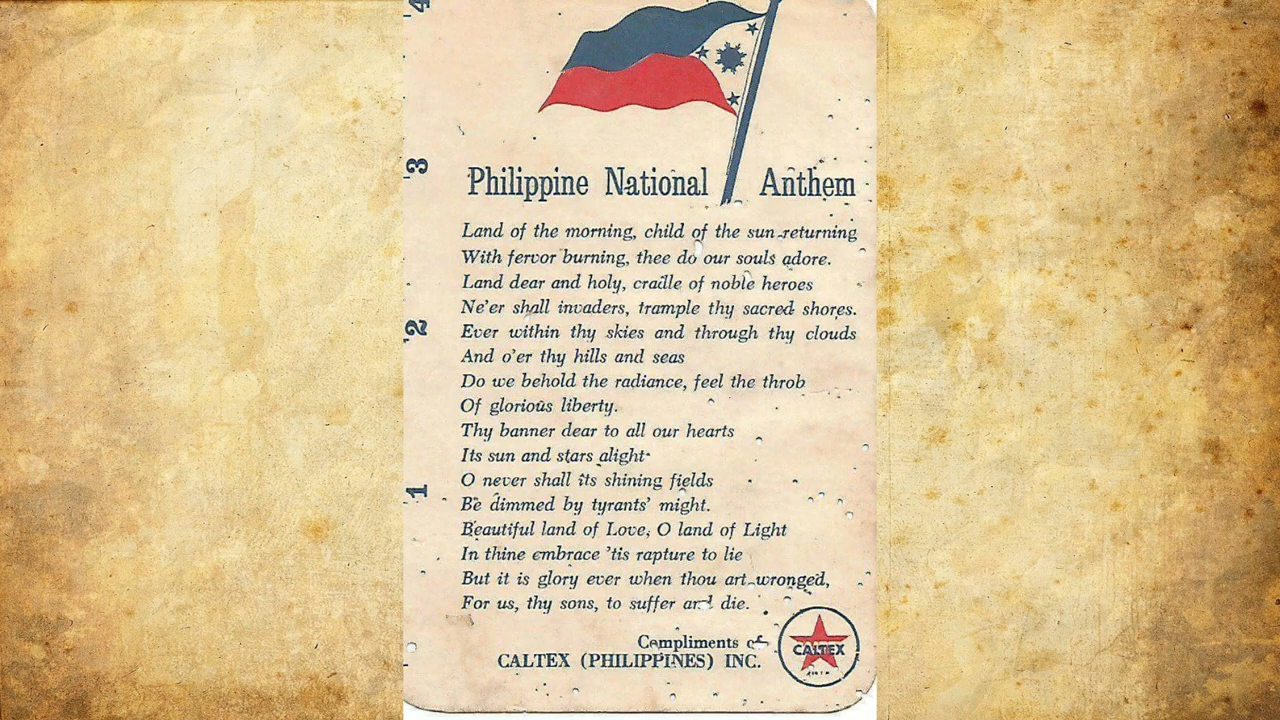 4
3
2
1
Philippine National Anthem
Land of the morning, child of the sun returning
With fervor burning, thee do our souls adore.
Land dear and holy, cradle of noble heroes
Ne'er shall invaders, trample thy sacred shores.
Ever within thy skies and through thy clouds
And o'er thy hills and seas
Do we behold the radiance, feel the throb
Of glorious liberty.
Thy banner dear to all our hearts
Its sun and stars alight
O never shall its shining fields
Be dimmed by tyrants' might.
Beautiful land of Love, O land of Light
In thine embrace 'tis rapture to lie
But it is glory ever when thou art wronged,
For us, thy sons, to suffer and die.
Compliments of
CALTEX (PHILIPPINES) INC.
CALTEX